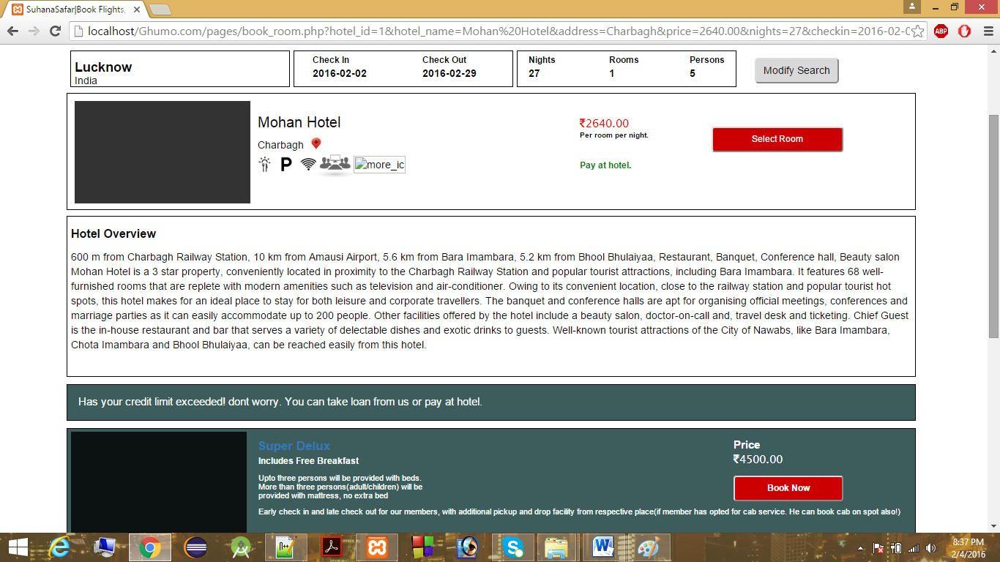 SuhanaSafar|Book Flights,
localhost/Ghumo.com/pages/book_room.php?hotel_id=1&hotel_name=Mohan%20Hotel&address=Charbagh&price=2640.00&nights=27&checkin=2016-02-0
ABP
Lucknow
India
Check In
2016-02-02
Check Out
2016-02-29
Nights
27
Rooms
1
Persons
5
Modify Search
Mohan Hotel
Charbagh
P
more_ic
₹2640.00
Per room per night.
Pay at hotel.
Select Room
Hotel Overview
600 m from Charbagh Railway Station, 10 km from Amausi Airport, 5.6 km from Bara Imambara, 5.2 km from Bhool Bhulaiyaa, Restaurant, Banquet, Conference hall, Beauty salon
Mohan Hotel is a 3 star property, conveniently located in proximity to the Charbagh Railway Station and popular tourist attractions, including Bara Imambara. It features 68 well-
furnished rooms that are replete with modern amenities such as television and air-conditioner. Owing to its convenient location, close to the railway station and popular tourist hot
spots, this hotel makes for an ideal place to stay for both leisure and corporate travellers. The banquet and conference halls are apt for organising official meetings, conferences and
marriage parties as it can easily accommodate up to 200 people. Other facilities offered by the hotel include a beauty salon, doctor-on-call and, travel desk and ticketing. Chief Guest
is the in-house restaurant and bar that serves a variety of delectable dishes and exotic drinks to guests. Well-known tourist attractions of the City of Nawabs, like Bara Imambara,
Chota Imambara and Bhool Bhulaiyaa, can be reached easily from this hotel.
Has your credit limit exceeded! dont worry. You can take loan from us or pay at hotel.
Super Delux
Includes Free Breakfast
Upto three persons will be provided with beds.
More than three persons(adult/children) will be
provided with mattress, no extra bed
Early check in and late check out for our members, with additional pickup and drop facility from respective place(if member has opted for cab service. He can book cab on spot also!)
Price
₹4500.00
Book Now
8:37 PM
2/4/2016